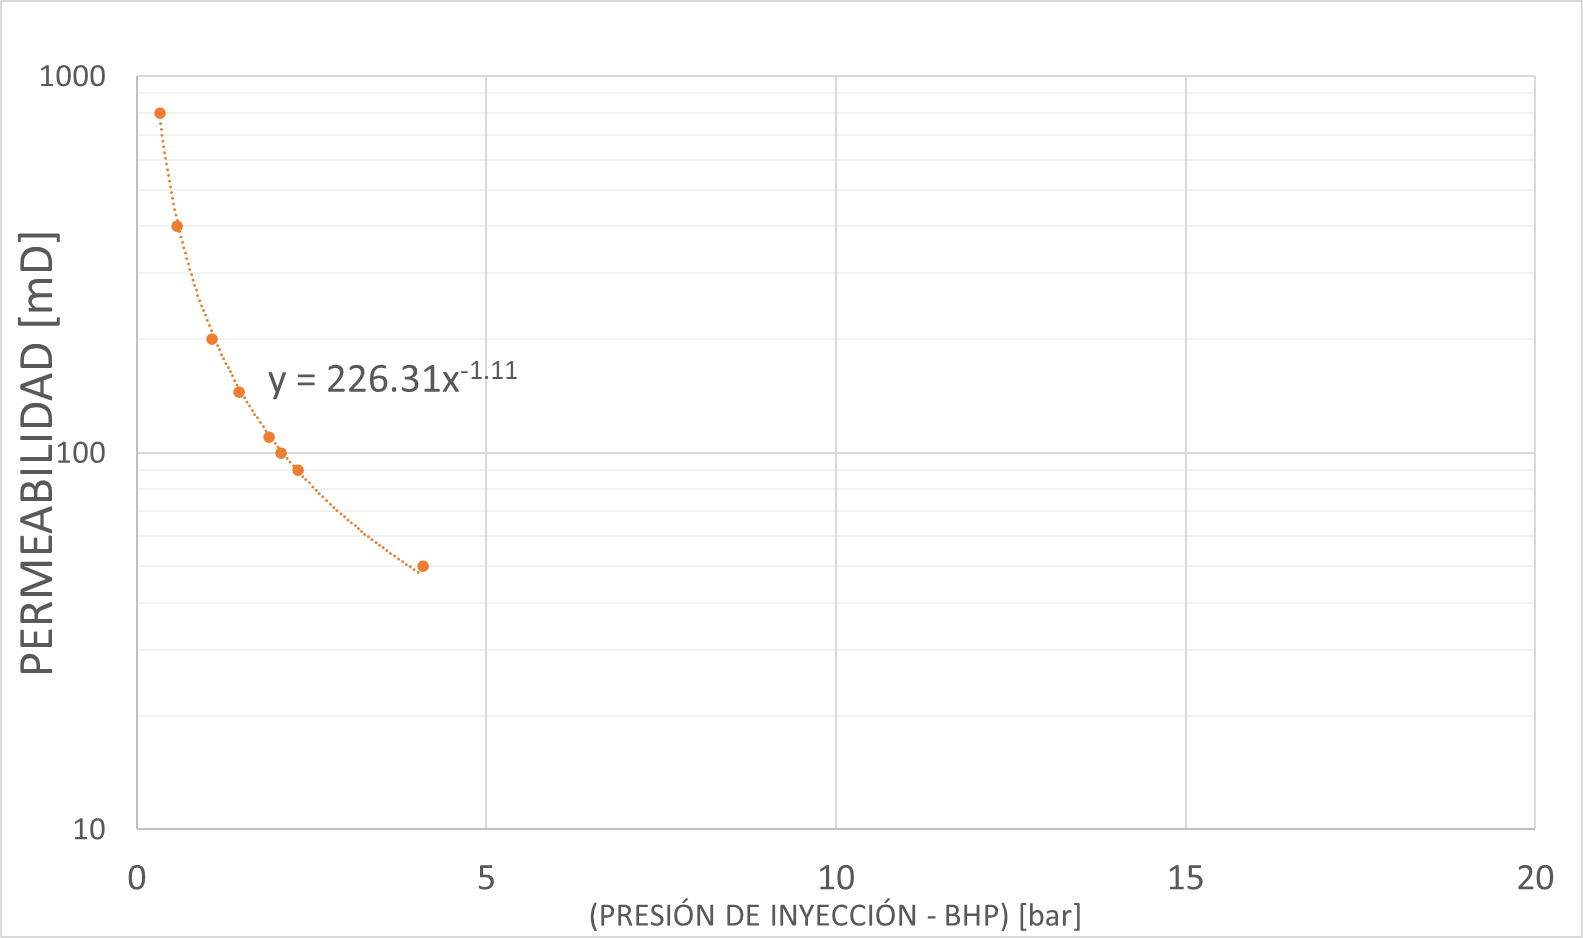 1000
100
10
PERMEABILIDAD [mD]
y = 226.31x^-1.11
0 5 10 15 20
(PRESIÓN DE INYECCIÓN - BHP) [bar]